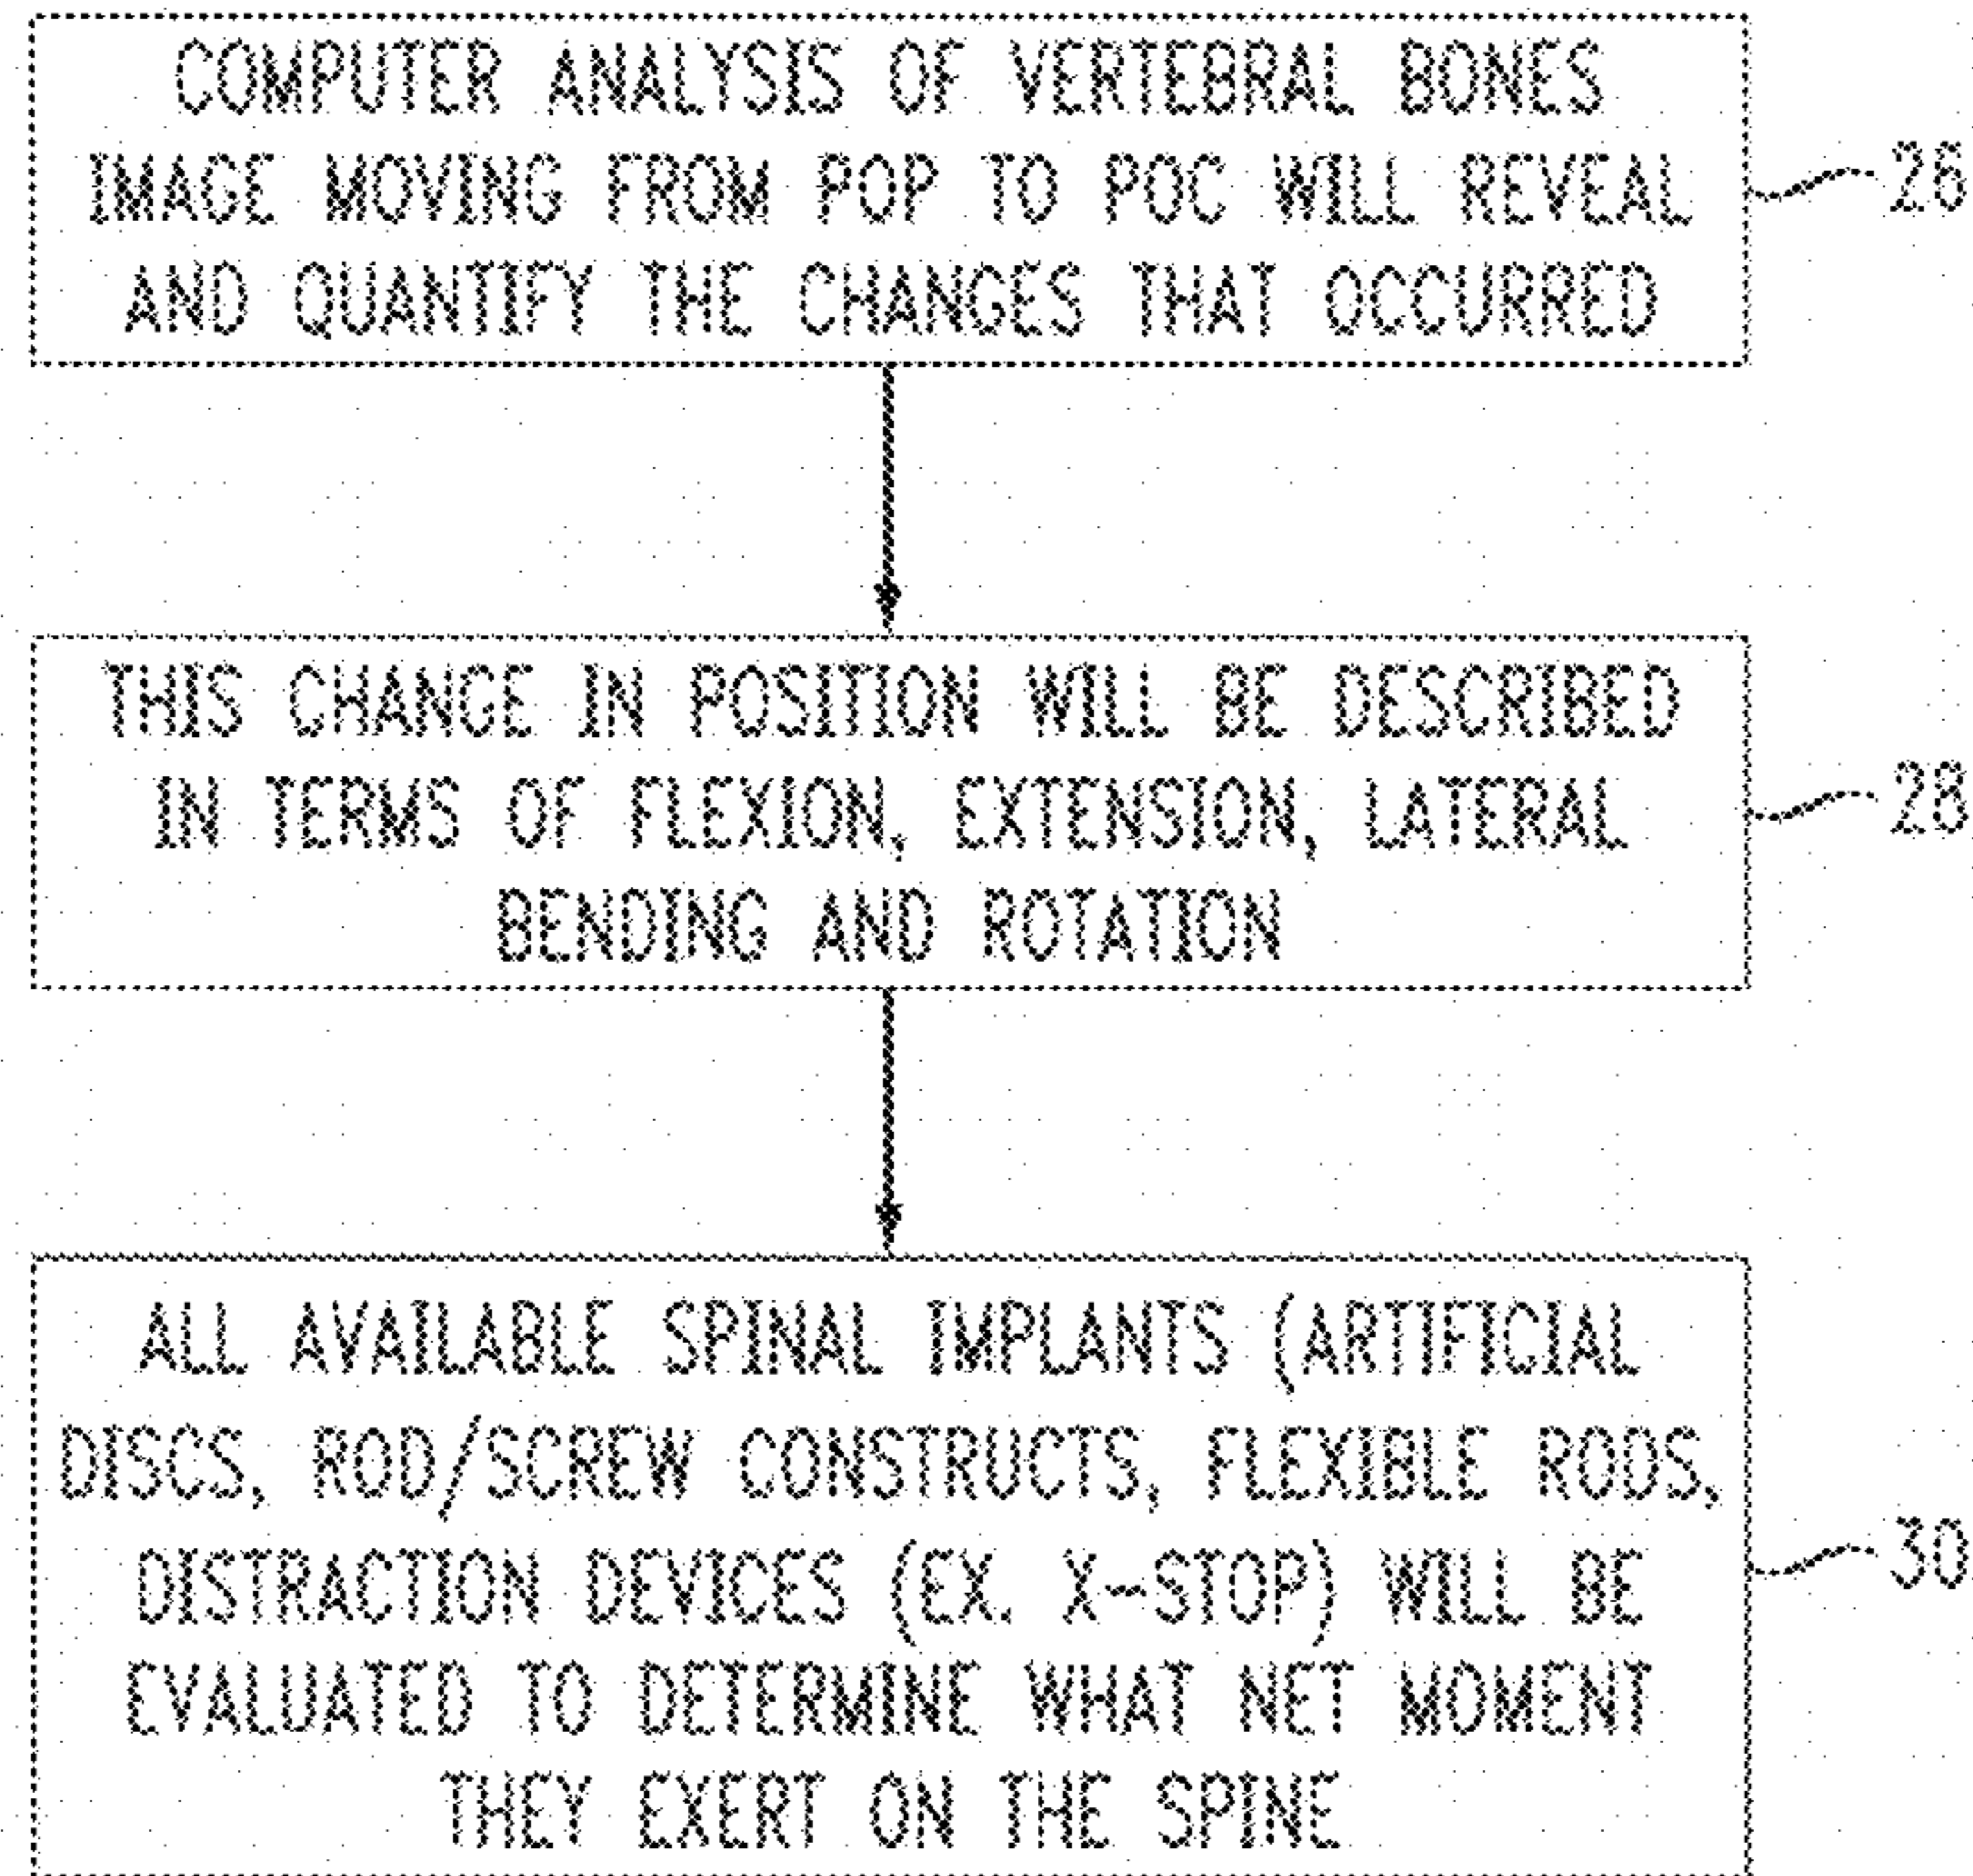 COMPUTER ANALYSIS OF VERTEBRAL BONES
IMAGE MOVING FROM POP TO POC WILL REVEAL
AND QUANTIFY THE CHANGES THAT OCCURRED
26
THIS CHANGE IN POSITION WILL BE DESCRIBED
IN TERMS OF FLEXION, EXTENSION, LATERAL
BENDING AND ROTATION
28
ALL AVAILABLE SPINAL IMPLANTS (ARTIFICIAL
DISCS, ROD/SCREW CONSTRUCTS, FLEXIBLE RODS,
DISTRACTION DEVICES (EX. X-STOP) WILL BE
EVALUATED TO DETERMINE WHAT NET MOMENT
THEY EXERT ON THE SPINE
30